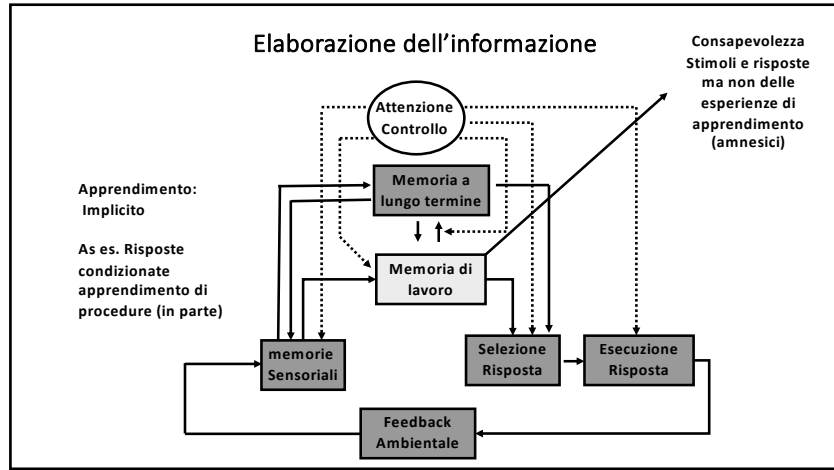 Elaborazione dell'informazione
Consapevolezza
Stimoli e risposte
ma non delle
esperienze di
apprendimento
(amnesici)
Attenzione
Controllo
Apprendimento:
Implicito
As es. Risposte
condizionate
apprendimento di
procedure (in parte)
Memoria a
lungo termine
Memoria di
lavoro
memorie
Sensoriali
Selezione
Risposta
Esecuzione
Risposta
Feedback
Ambientale